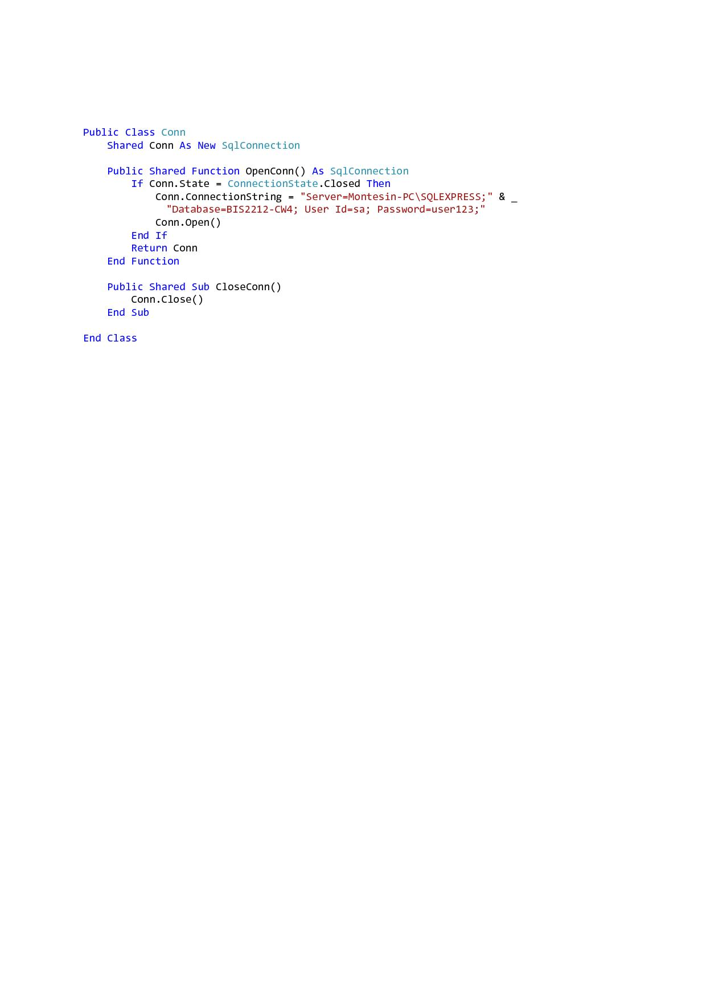 Public Class Conn
    Shared Conn As New SqlConnection

    Public Shared Function OpenConn() As SqlConnection
        If Conn.State = ConnectionState.Closed Then
            Conn.ConnectionString = "Server=Montesin-PC\SQLEXPRESS;" & _
              "Database=BIS2212-CW4; User Id=sa; Password=user123;"
            Conn.Open()
        End If
        Return Conn
    End Function

    Public Shared Sub CloseConn()
        Conn.Close()
    End Sub

End Class